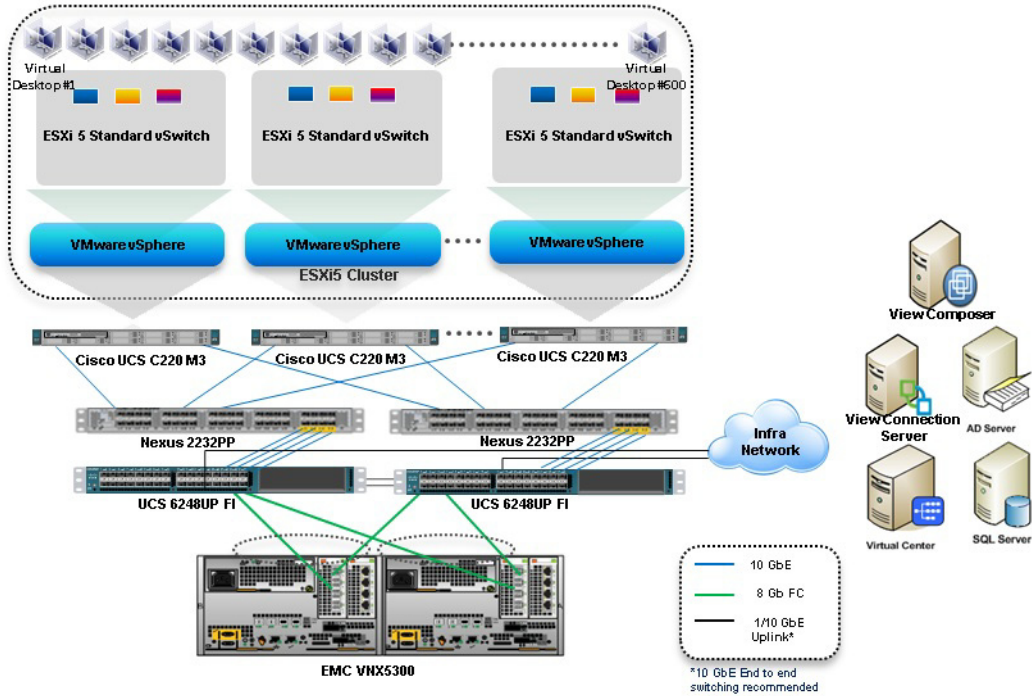 Virtual
Desktop #1
Virtual
Desktop #600
ESXi 5 Standard vSwitch
ESXi 5 Standard vSwitch
ESXi 5 Standard vSwitch
VMware vSphere
VMware vSphere
VMware vSphere
ESXi5 Cluster
Cisco UCS C220 M3
Cisco UCS C220 M3
Cisco UCS C220 M3
Nexus 2232PP
Nexus 2232PP
UCS 6248UP FI
UCS 6248UP FI
Infra
Network
EMC VNX5300
View Composer
View Connection
Server
AD Server
Virtual Center
SQL Server
10 GbE
8 Gb FC
1/10 GbE
Uplink*
*10 GbE End to end
switching recommended